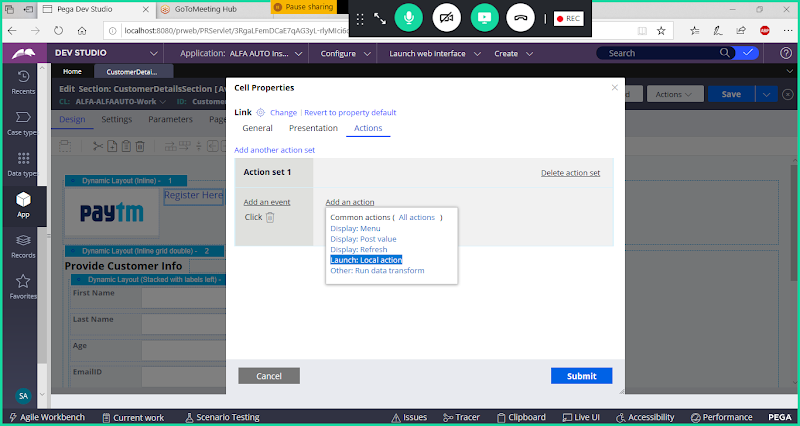 Pega Dev Studio
GoToMeeting Hub
Pause sharing
REC
localhost:8080/prweb/PRServlet/3RgaLFemDCaE7qAG3yL-rlyMIci6
ABP
DEV STUDIO
Application: ALFA AUTO Ins...
Configure
Launch web interface
Create
Search
Home
CustomerDetai...
Recents
Case types
Data types
App
Records
Favorites
SA
Edit Section: CustomerDetailsSection [Av
CL: ALFA-ALFAAUTO-Work
ID: Custome
Actions
Save
Design
Settings
Parameters
Dynamic Layout (Inline) - 1
paytm
Register Here
Dynamic Layout (Inline grid double) - 2
Provide Customer Info
Dynamic Layout (Stacked with labels left) -
First Name
Last Name
Age
EmailID
Cell Properties
Link
Change | Revert to property default
General
Presentation
Actions
Add another action set
Action set 1
Delete action set
Add an event
Add an action
Click
Common actions ( All actions )
Display: Menu
Display: Post value
Display: Refresh
Launch: Local action
Other: Run data transform
Cancel
Submit
Agile Workbench
Current work
Scenario Testing
Issues
Tracer
Clipboard
Live UI
Accessibility
Performance
PEGA